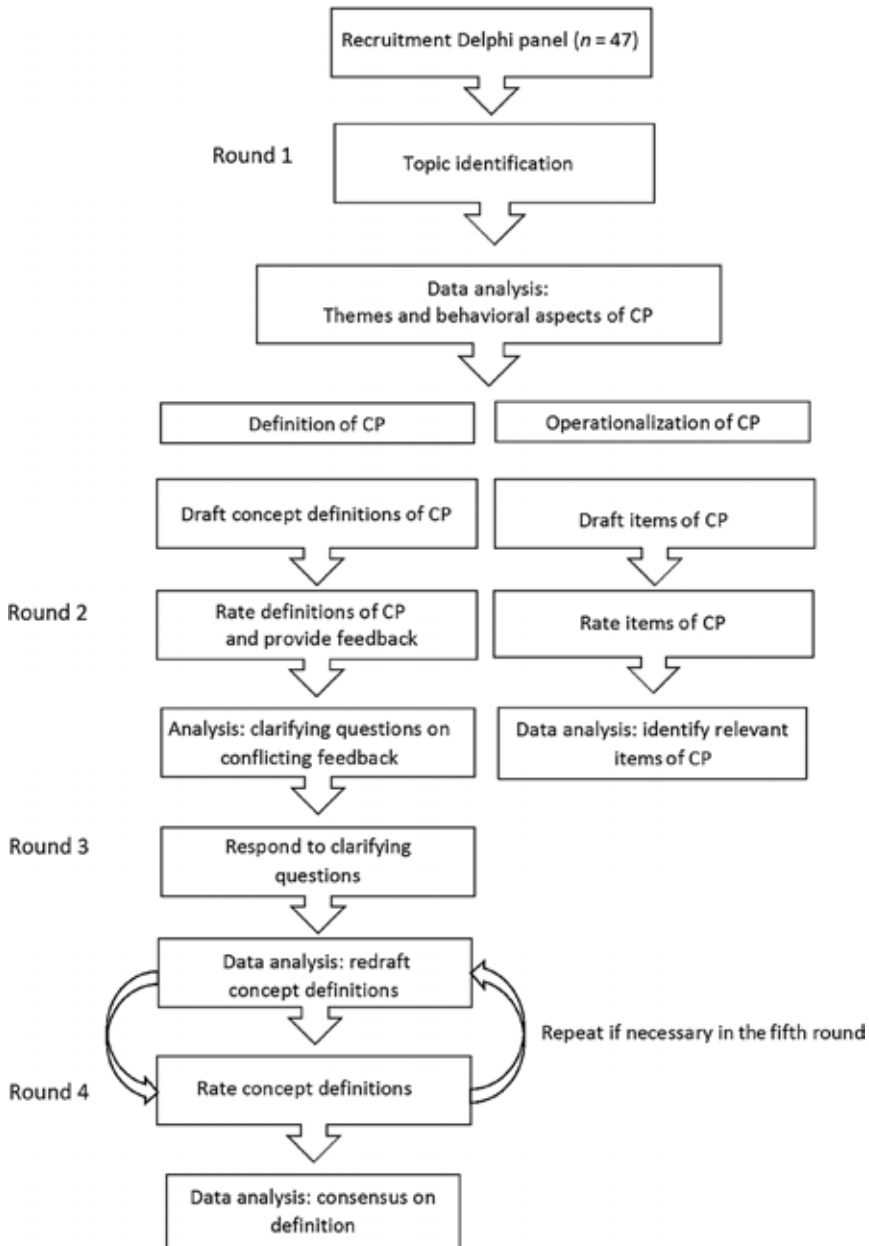 Recruitment Delphi panel (n = 47)
Round 1
Topic identification
Data analysis:
Themes and behavioral aspects of CP
Definition of CP
Operationalization of CP
Draft concept definitions of CP
Draft items of CP
Round 2
Rate definitions of CP
and provide feedback
Rate items of CP
Analysis: clarifying questions on
conflicting feedback
Data analysis: identify relevant
items of CP
Round 3
Respond to clarifying
questions
Data analysis: redraft
concept definitions
Repeat if necessary in the fifth round
Round 4
Rate concept definitions
Data analysis: consensus on
definition